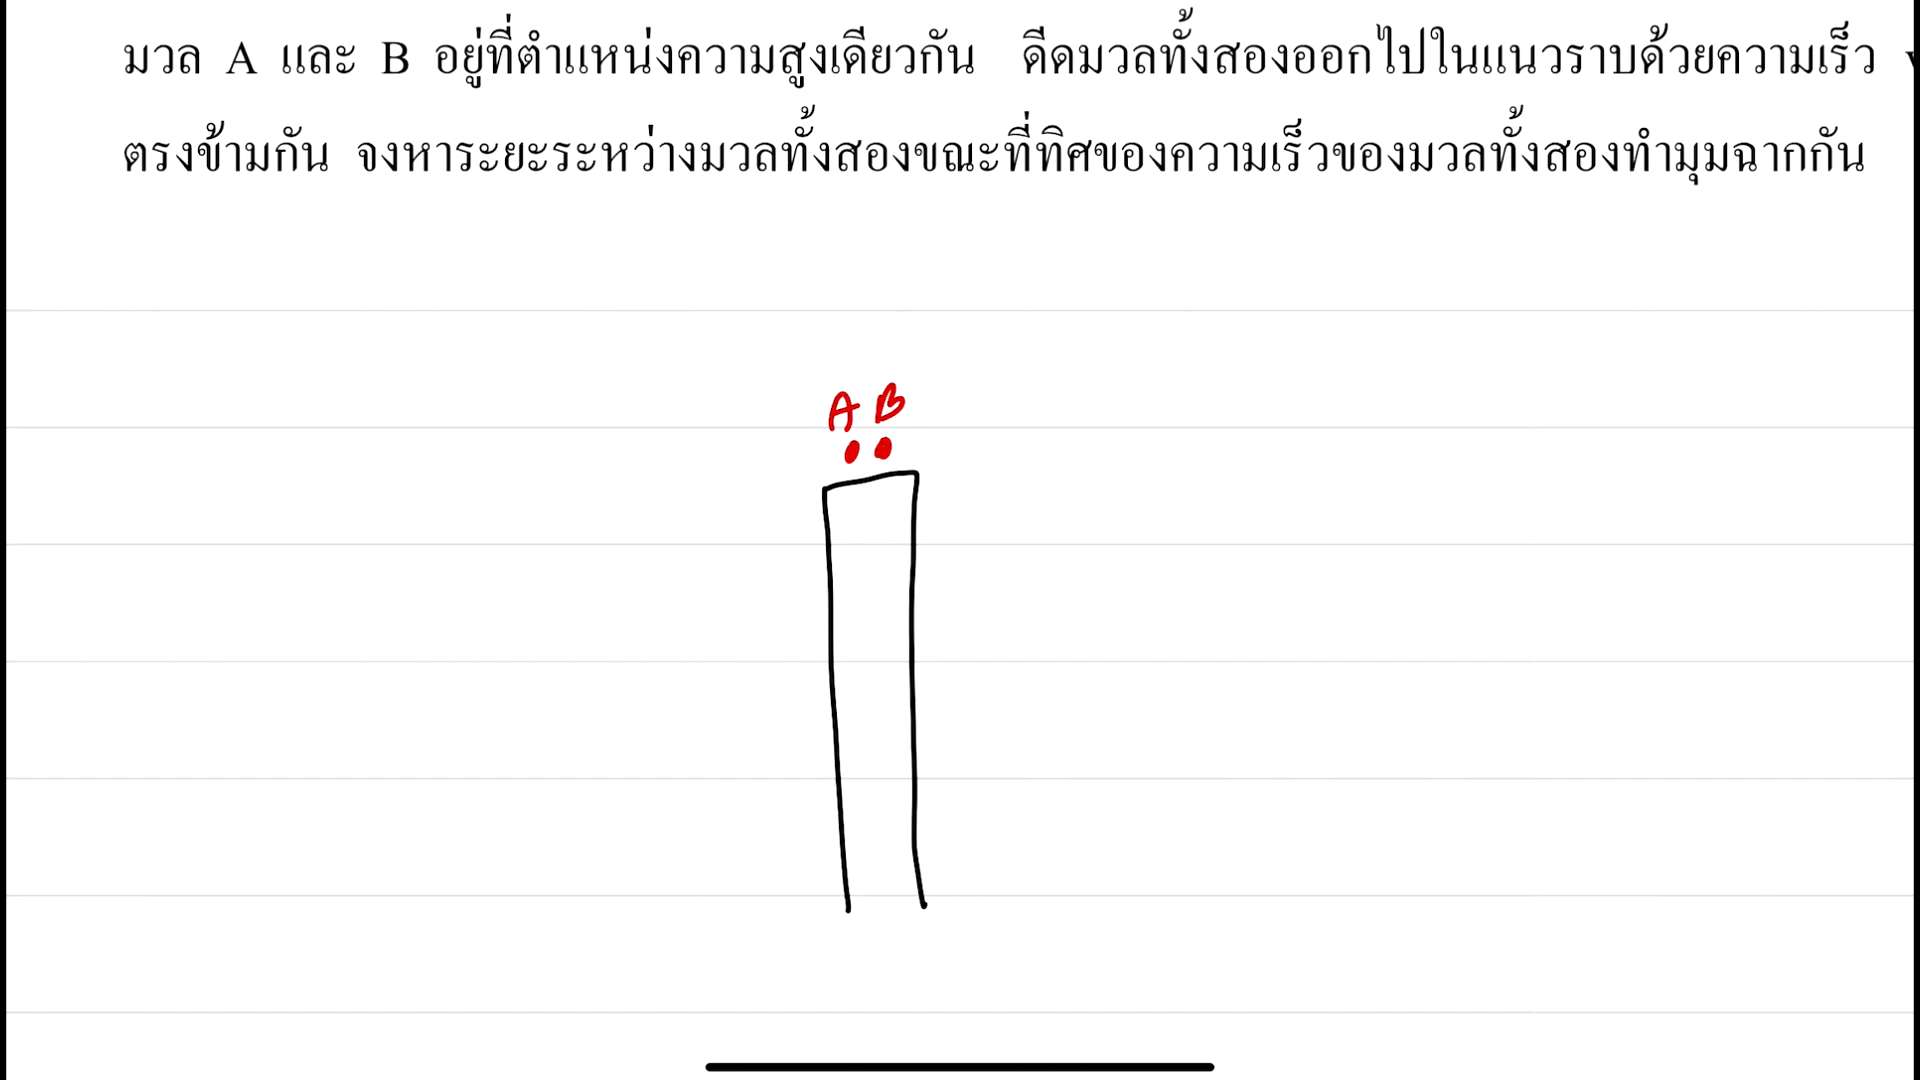 มวล A และ B อยู่ที่ตำแหน่งความสูงเดียวกัน ดีดมวลทั้งสองออกไปในแนวราบด้วยความเร็ว
ตรงข้ามกัน จงหาระยะระหว่างมวลทั้งสองขณะที่ทิศของความเร็วของมวลทั้งสองทำมุมฉากกัน
A B